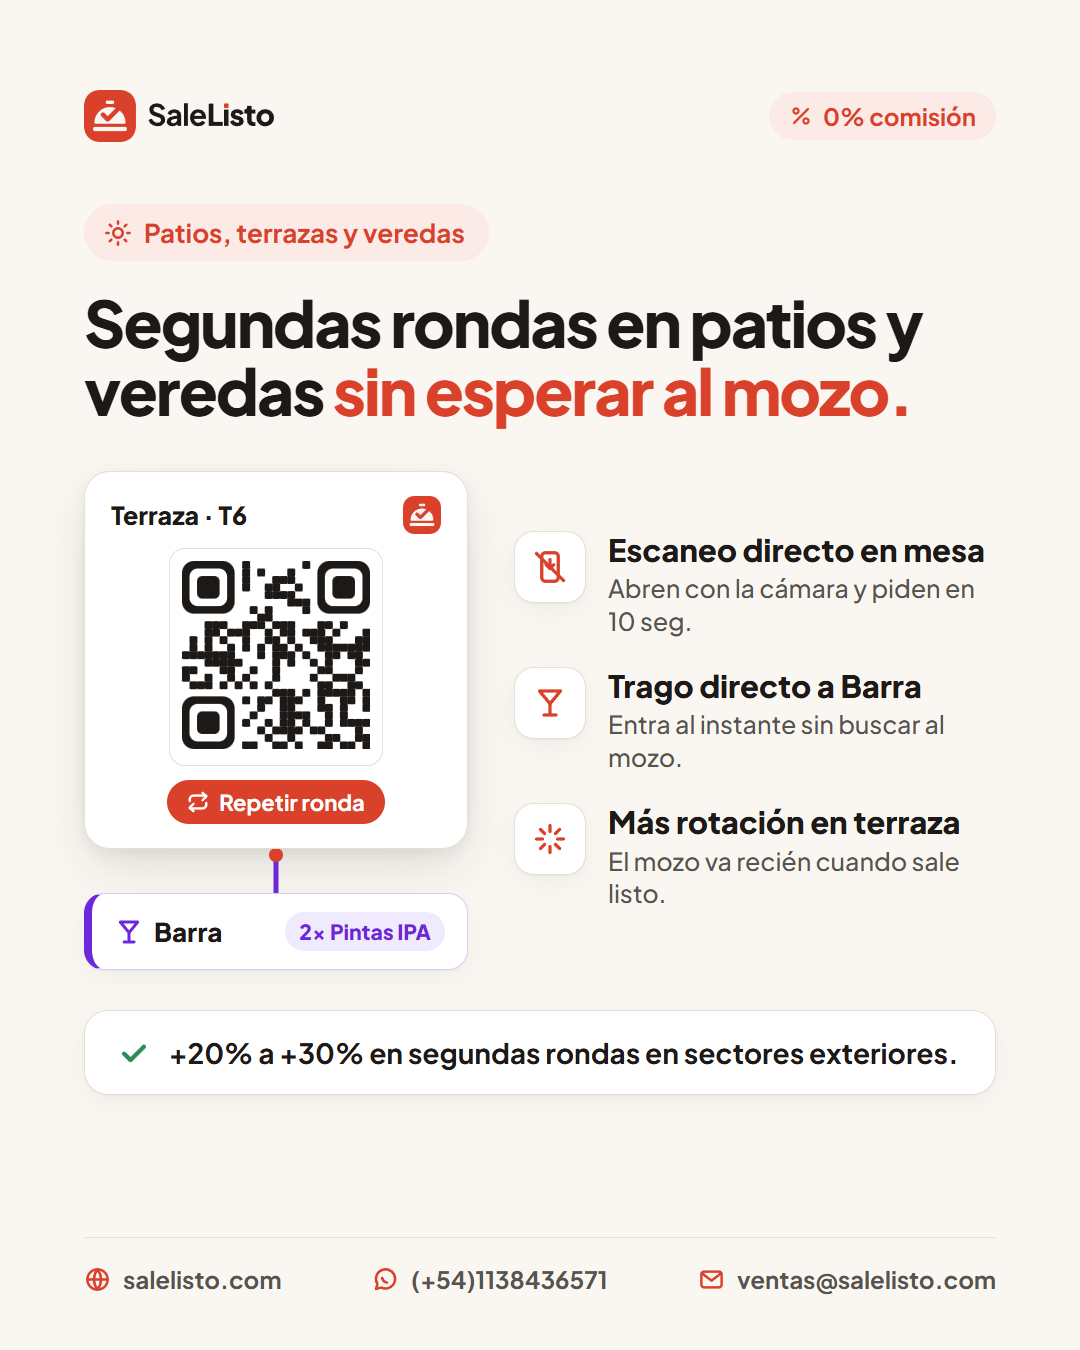 SaleListo
0% comisión
Patios, terrazas y veredas
Segundas rondas en patios y
veredas sin esperar al mozo.
Terraza · T6
Repetir ronda
Barra
2× Pintas IPA
Escaneo directo en mesa
Abren con la cámara y piden en
10 seg.
Trago directo a Barra
Entra al instante sin buscar al
mozo.
Más rotación en terraza
El mozo va recién cuando sale
listo.
+20% a +30% en segundas rondas en sectores exteriores.
salelisto.com
(+54)1138436571
ventas@salelisto.com